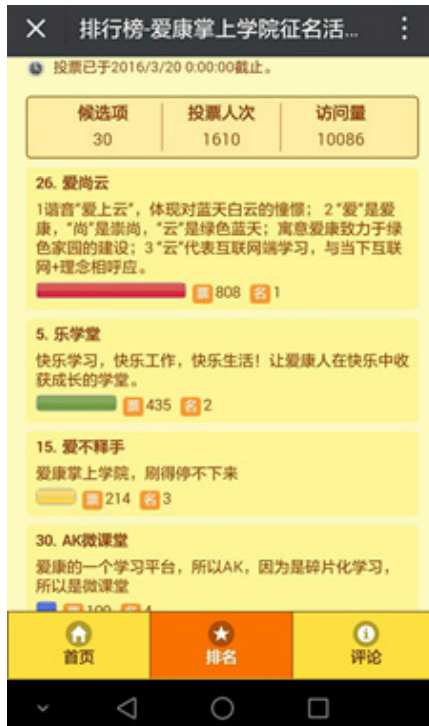 排行榜-爱康掌上学院征名活...
投票已于2016/3/20 0:00:00截止。
候选项 投票人次 访问量
30 1610 10086
26. 爱尚云
1谐音“爱上云”，体现对蓝天白云的憧憬；2“爱”是爱
康，“尚”是崇尚，“云”是绿色蓝天；寓意爱康致力于绿
色家园的建设；3“云”代表互联网端学习，与当下互联
网+理念相呼应。
票 808 名 1
5. 乐学堂
快乐学习，快乐工作，快乐生活！让爱康人在快乐中收
获成长的学堂。
票 435 名 2
15. 爱不释手
爱康掌上学院，刷得停不下来
票 214 名 3
30. AK微课堂
爱康的一个学习平台，所以AK，因为是碎片化学习，
所以是微课堂
首页 排名 评论